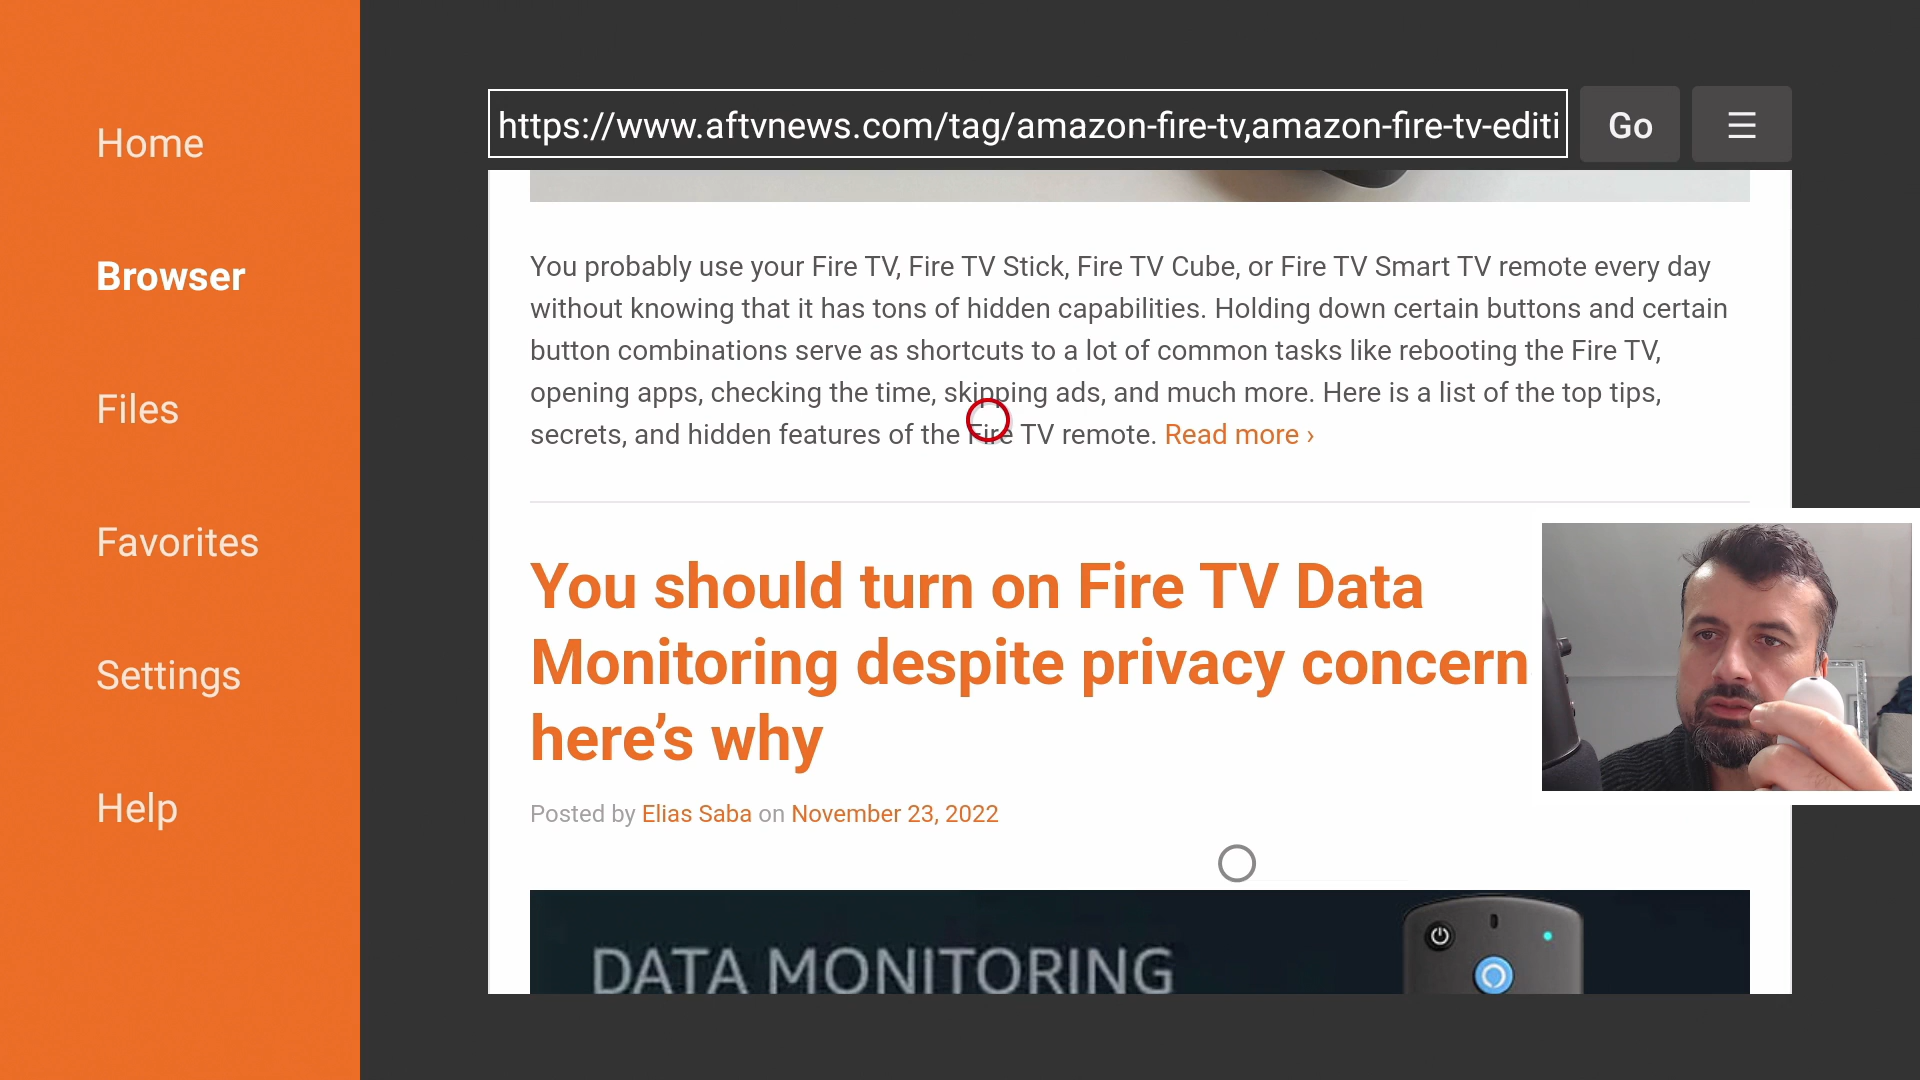 Home
Browser
Files
Favorites
Settings
Help
https://www.aftvnews.com/tag/amazon-fire-tv,amazon-fire-tv-editi
Go
You probably use your Fire TV, Fire TV Stick, Fire TV Cube, or Fire TV Smart TV remote every day
without knowing that it has tons of hidden capabilities. Holding down certain buttons and certain
button combinations serve as shortcuts to a lot of common tasks like rebooting the Fire TV,
opening apps, checking the time, skipping ads, and much more. Here is a list of the top tips,
secrets, and hidden features of the Fire TV remote. Read more ›
You should turn on Fire TV Data
Monitoring despite privacy concern
here’s why
Posted by Elias Saba on November 23, 2022
DATA MONITORING